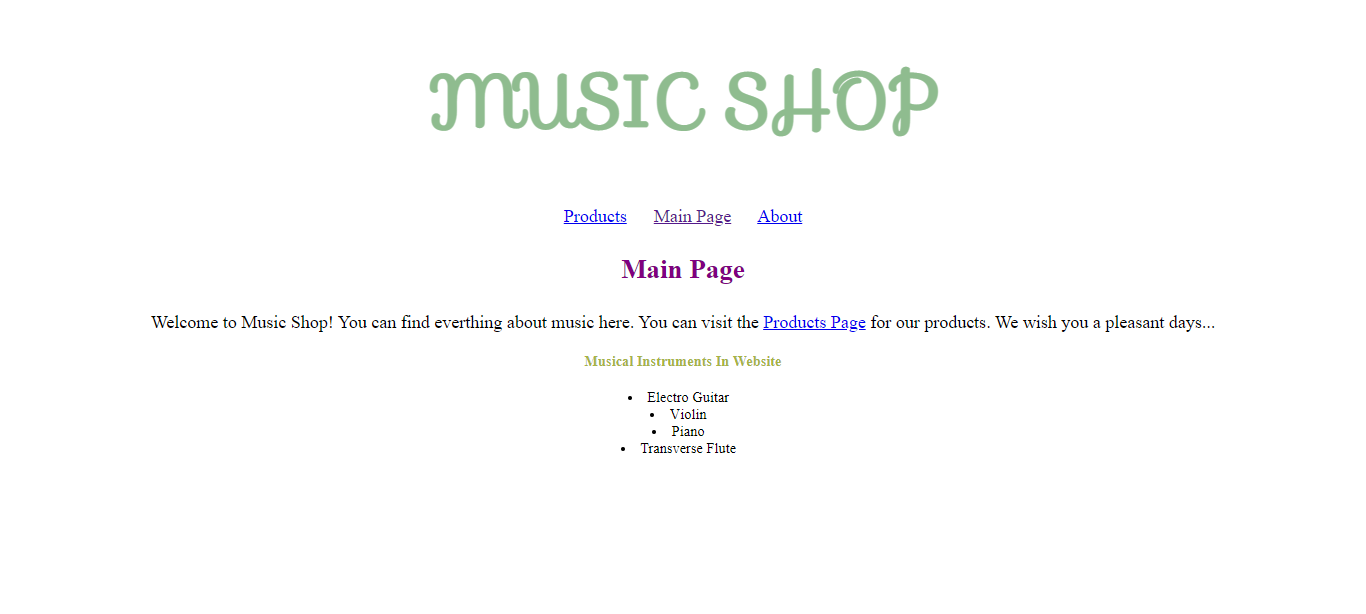 MUSIC SHOP
Products Main Page About
Main Page
Welcome to Music Shop! You can find everthing about music here. You can visit the Products Page for our products. We wish you a pleasant days...
Musical Instruments In Website
• Electro Guitar
• Violin
• Piano
• Transverse Flute